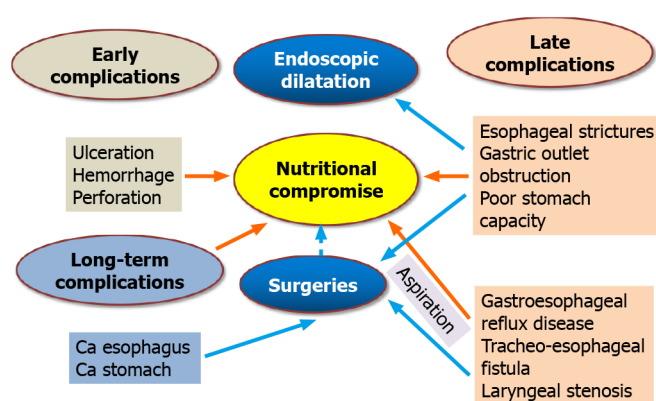 Early
complications
Endoscopic
dilatation
Late
complications
Ulceration
Hemorrhage
Perforation
Nutritional
compromise
Esophageal strictures
Gastric outlet
obstruction
Poor stomach
capacity
Long-term
complications
Surgeries
Aspiration
Gastroesophageal
reflux disease
Tracheo-esophageal
fistula
Laryngeal stenosis
Ca esophagus
Ca stomach